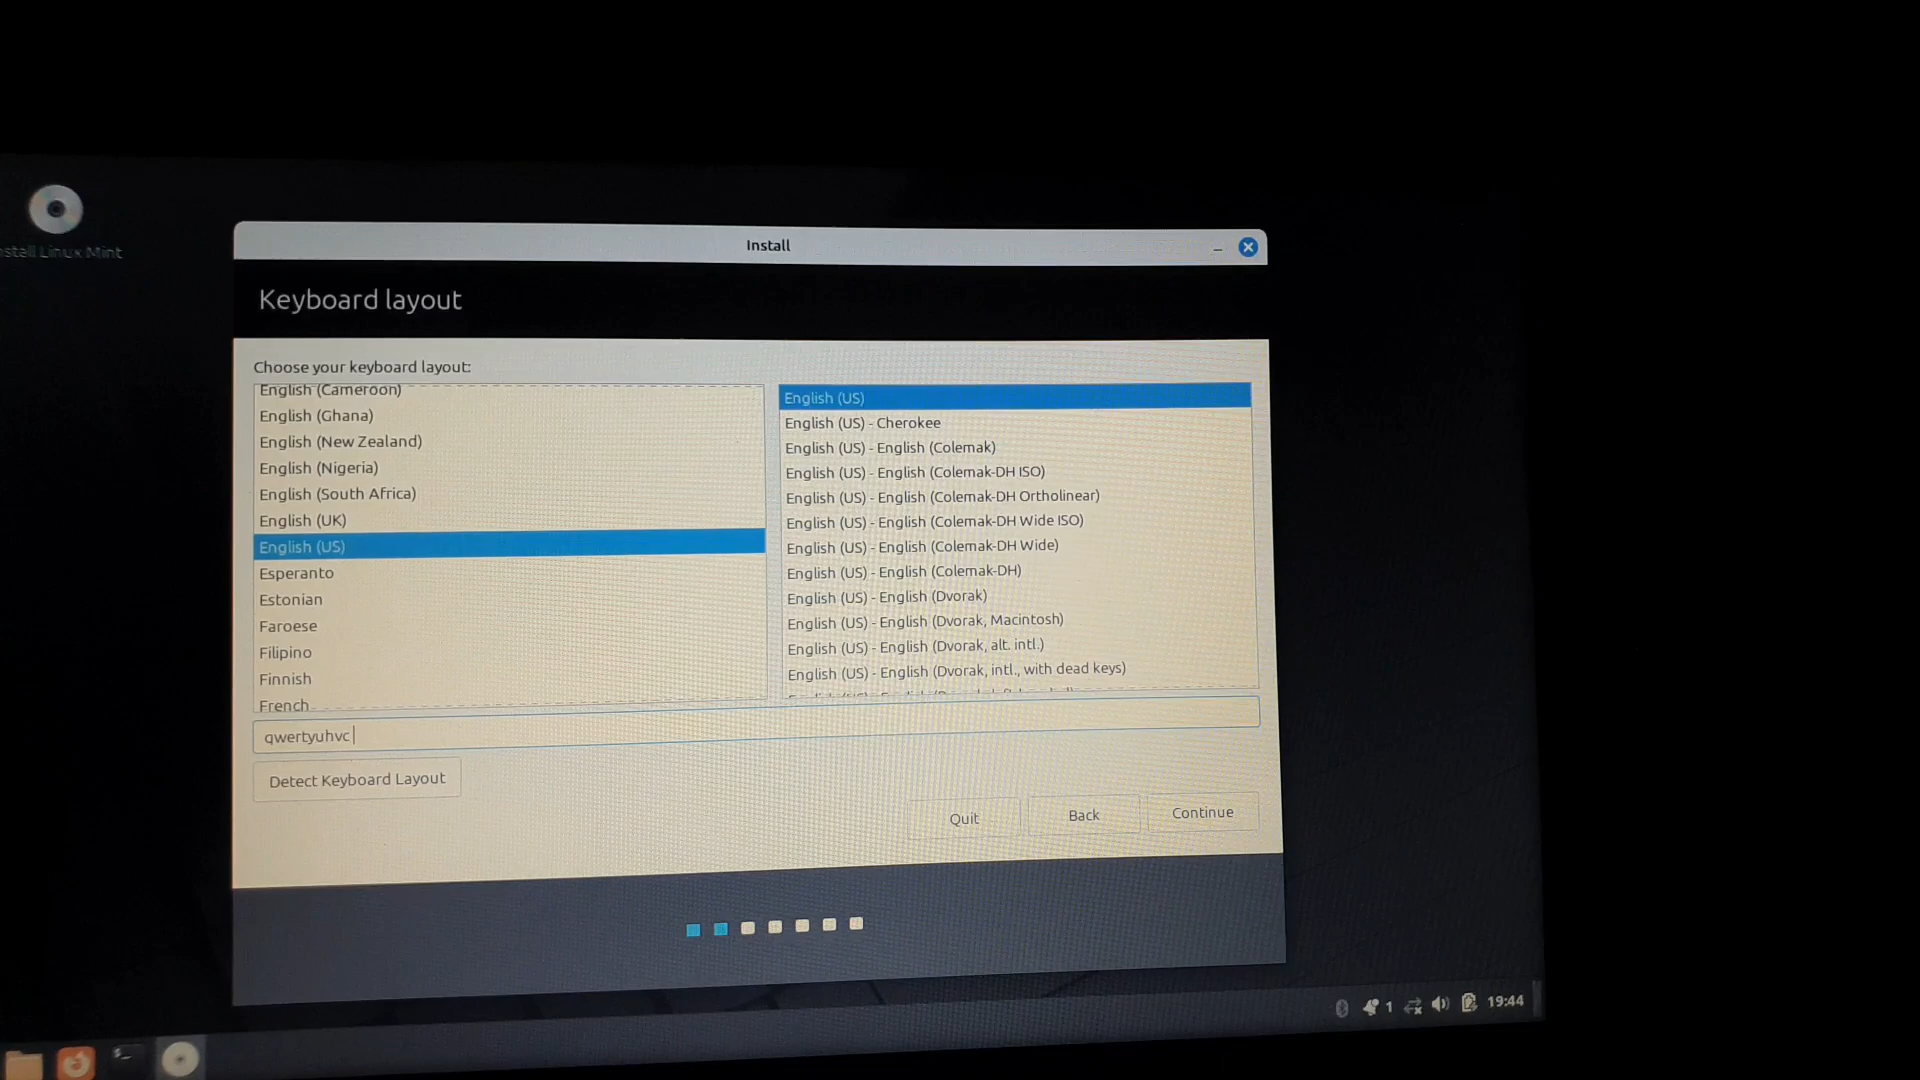 Install Linux Mint
Install
Keyboard layout
Choose your keyboard layout:
English (Cameroon)
English (Ghana)
English (New Zealand)
English (Nigeria)
English (South Africa)
English (UK)
English (US)
Esperanto
Estonian
Faroese
Filipino
Finnish
French
English (US)
English (US) - Cherokee
English (US) - English (Colemak)
English (US) - English (Colemak-DH ISO)
English (US) - English (Colemak-DH Ortholinear)
English (US) - English (Colemak-DH Wide ISO)
English (US) - English (Colemak-DH Wide)
English (US) - English (Colemak-DH)
English (US) - English (Dvorak)
English (US) - English (Dvorak, Macintosh)
English (US) - English (Dvorak, alt. intl.)
English (US) - English (Dvorak, intl., with dead keys)
qwertyuhvc
Detect Keyboard Layout
Quit
Back
Continue
1
19:44